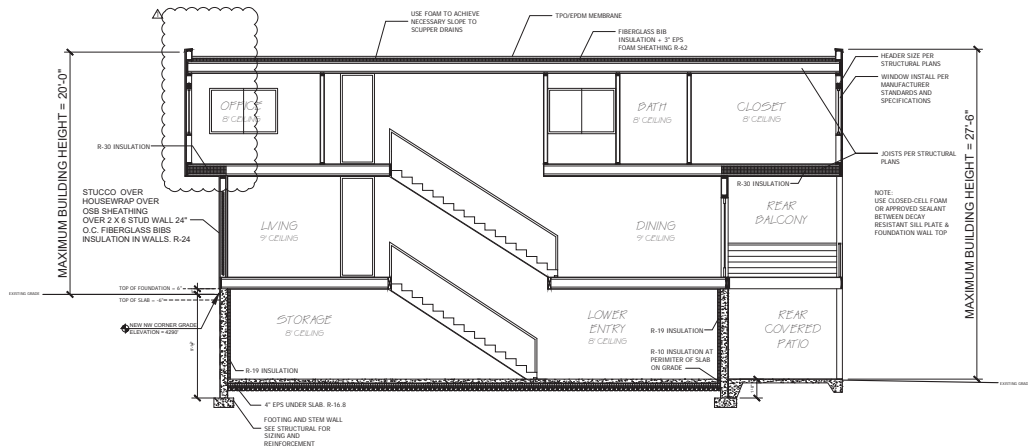 USE FOAM TO ACHIEVE
NECESSARY SLOPE TO
SCUPPER DRAINS
TPO/EPDM MEMBRANE
FIBERGLASS BIB
INSULATION + 3" EPS
FOAM SHEATHING R-62
HEADER SIZE PER
STRUCTURAL PLANS
WINDOW INSTALL PER
MANUFACTURER
STANDARDS AND
SPECIFICATIONS
MAXIMUM BUILDING HEIGHT = 20'-0"
OFFICE
8' CEILING
BATH
8' CEILING
CLOSET
8' CEILING
MAXIMUM BUILDING HEIGHT = 27'-6"
R-30 INSULATION
JOISTS PER STRUCTURAL
PLANS
R-30 INSULATION
STUCCO OVER
HOUSEWRAP OVER
OSB SHEATHING
OVER 2 X 6 STUD WALL 24"
O.C. FIBERGLASS BIBS
INSULATION IN WALLS. R-24
LIVING
9' CEILING
DINING
9' CEILING
REAR
BALCONY
NOTE:
USE CLOSED-CELL FOAM
OR APPROVED SEALANT
BETWEEN DECAY
RESISTANT SILL PLATE &
FOUNDATION WALL TOP
TOP OF FOUNDATION = 6"
EXISTING GRADE
TOP OF SLAB = -6"
NEW NW CORNER GRADE
ELEVATION = 4290'
STORAGE
8' CEILING
LOWER
ENTRY
8' CEILING
REAR
COVERED
PATIO
R-19 INSULATION
R-10 INSULATION AT
PERIMITER OF SLAB
ON GRADE
R-19 INSULATION
EXISTING GRADE
4" EPS UNDER SLAB. R-16.8
FOOTING AND STEM WALL
SEE STRUCTURAL FOR
SIZING AND
REINFORCEMENT